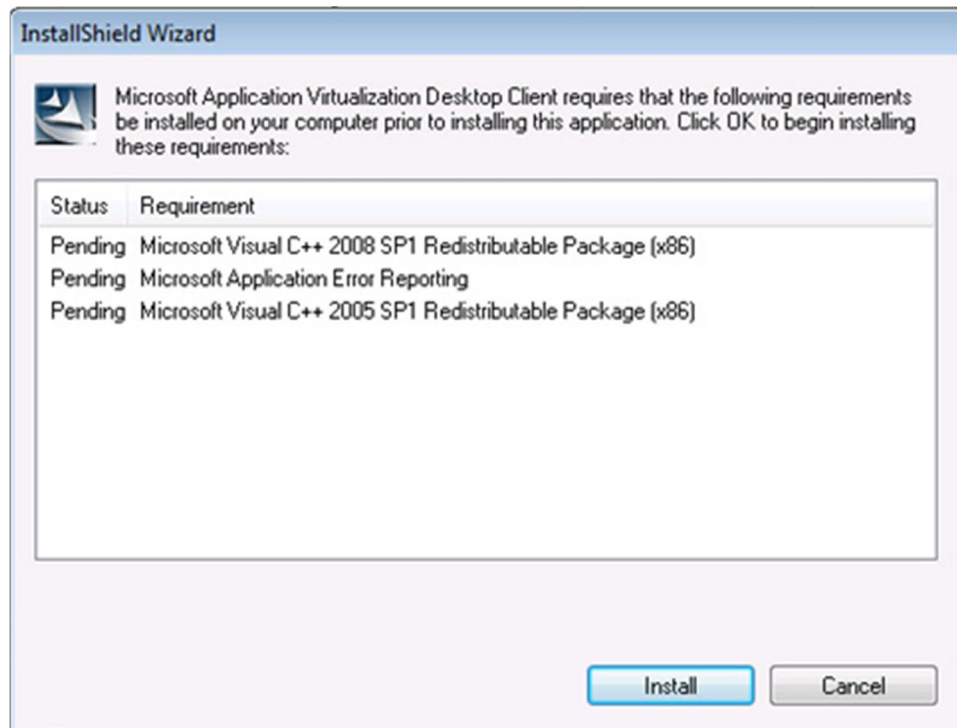 InstallShield Wizard
Microsoft Application Virtualization Desktop Client requires that the following requirements
be installed on your computer prior to installing this application. Click OK to begin installing
these requirements:
Status Requirement
Pending Microsoft Visual C++ 2008 SP1 Redistributable Package (x86)
Pending Microsoft Application Error Reporting
Pending Microsoft Visual C++ 2005 SP1 Redistributable Package (x86)
Install Cancel